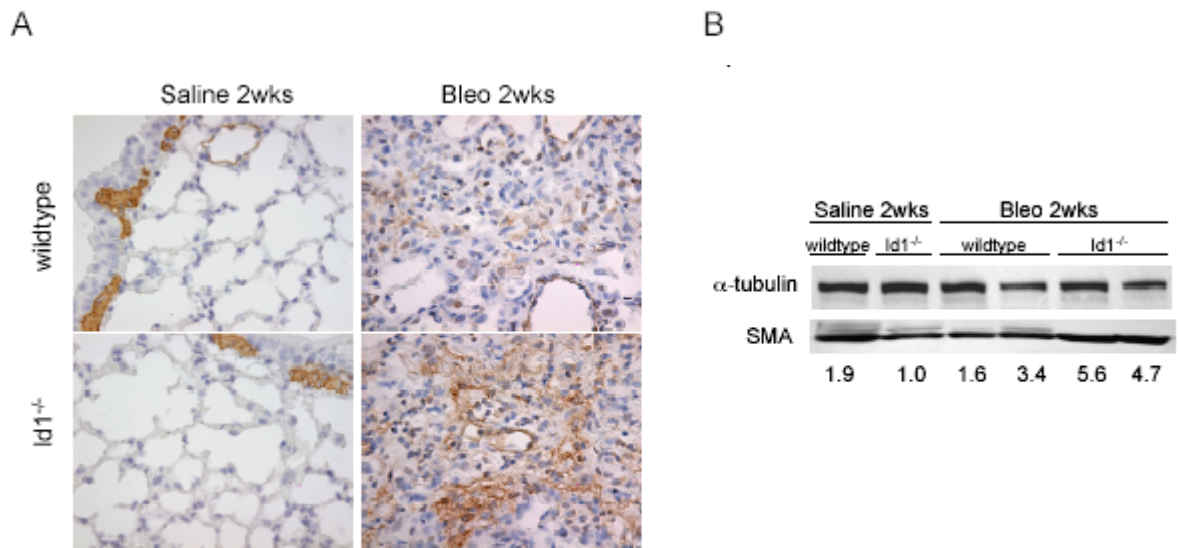 A
B
Saline 2wks Bleo 2wks
wildtype
Id1⁻/⁻
Saline 2wks Bleo 2wks
wildtype Id1⁻/⁻ wildtype Id1⁻/⁻
α-tubulin
SMA
1.9 1.0 1.6 3.4 5.6 4.7